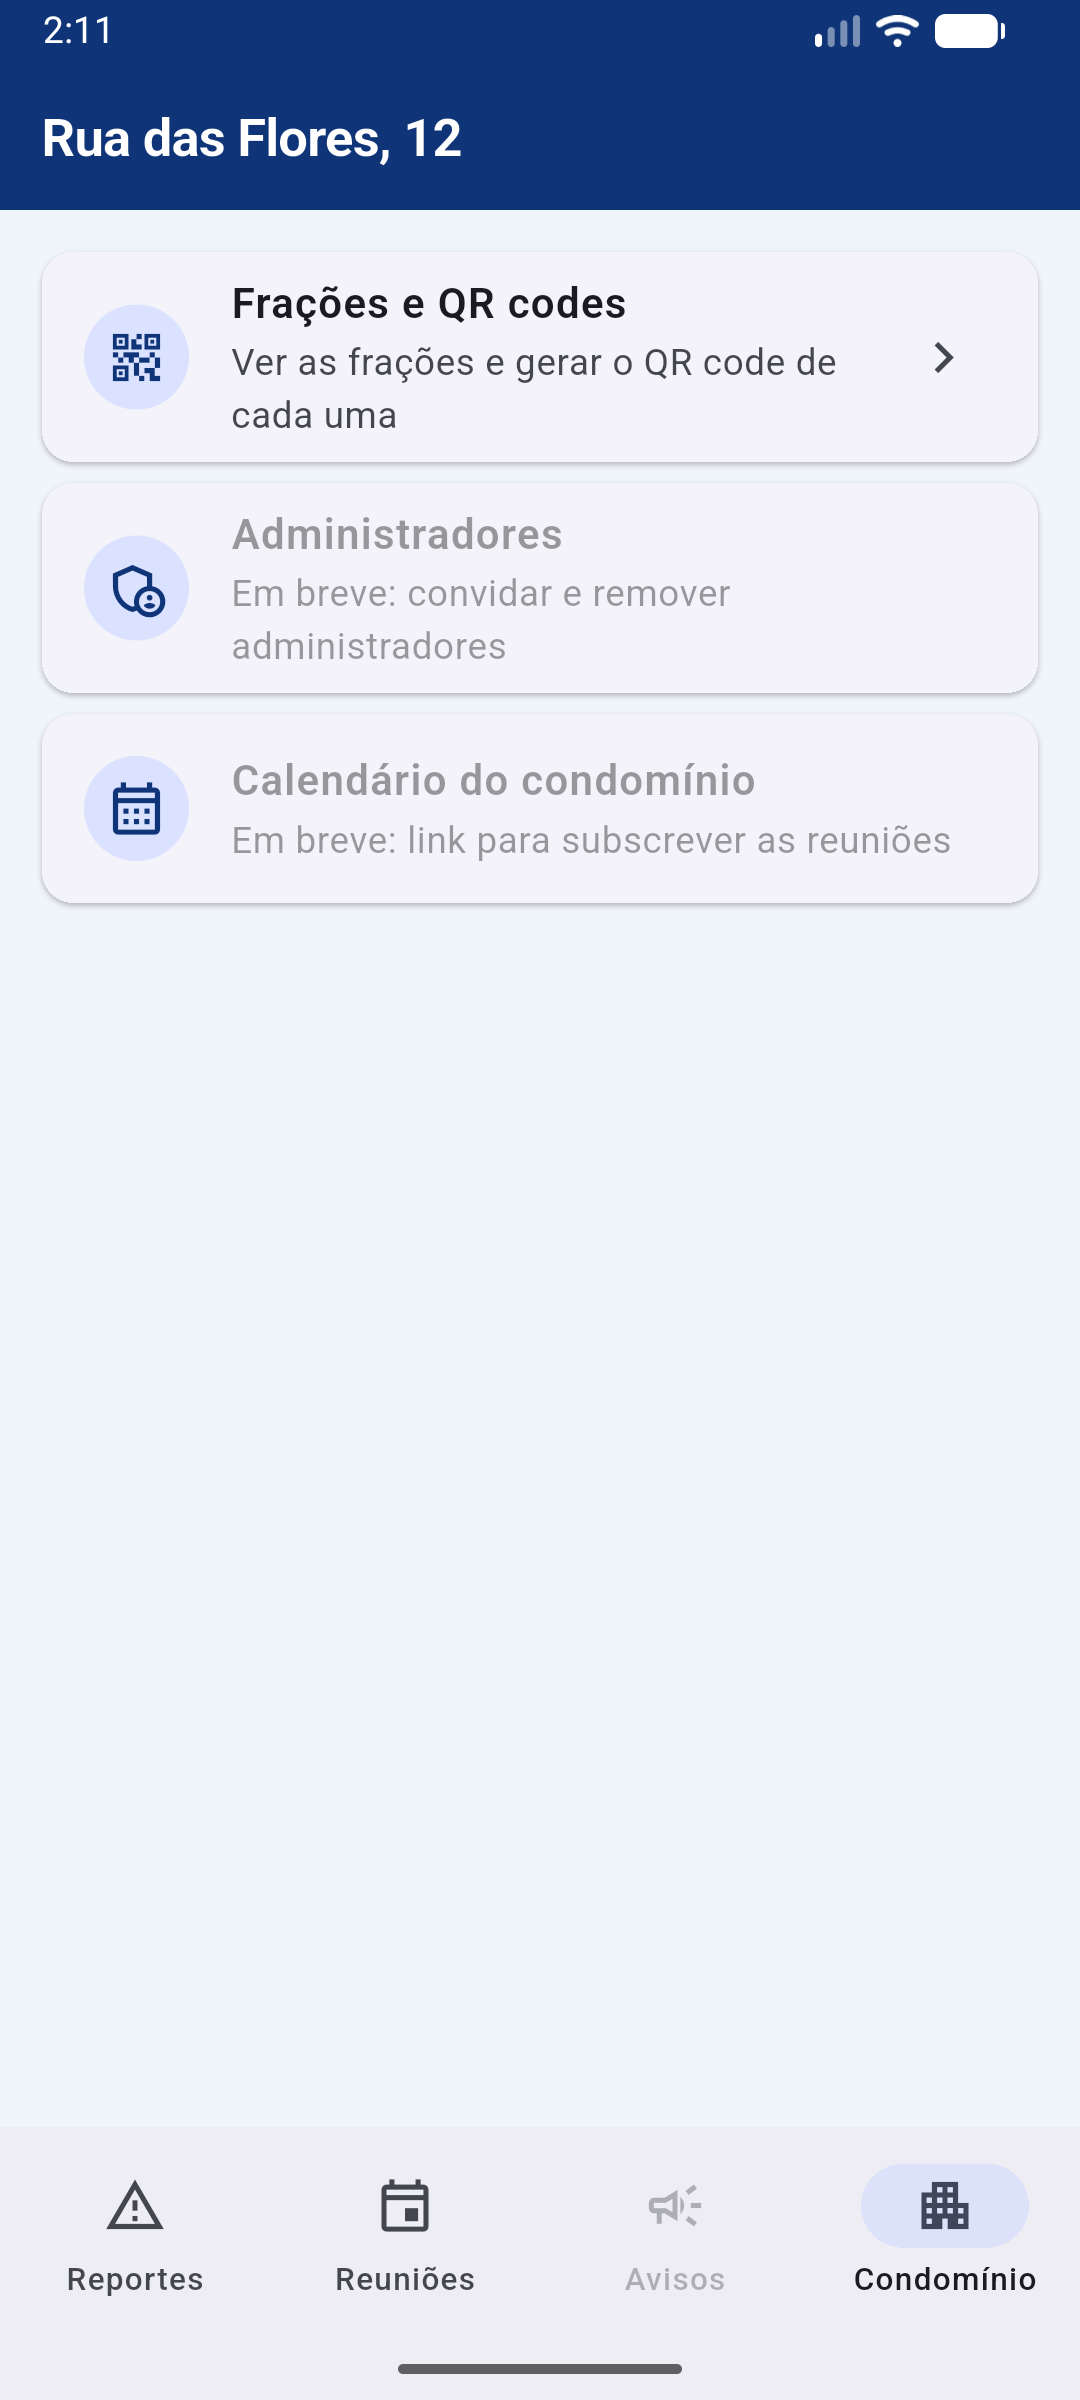 2:11
Rua das Flores, 12
Frações e QR codes
Ver as frações e gerar o QR code de
cada uma
Administradores
Em breve: convidar e remover
administradores
Calendário do condomínio
Em breve: link para subscrever as reuniões
Reportes
Reuniões
Avisos
Condomínio